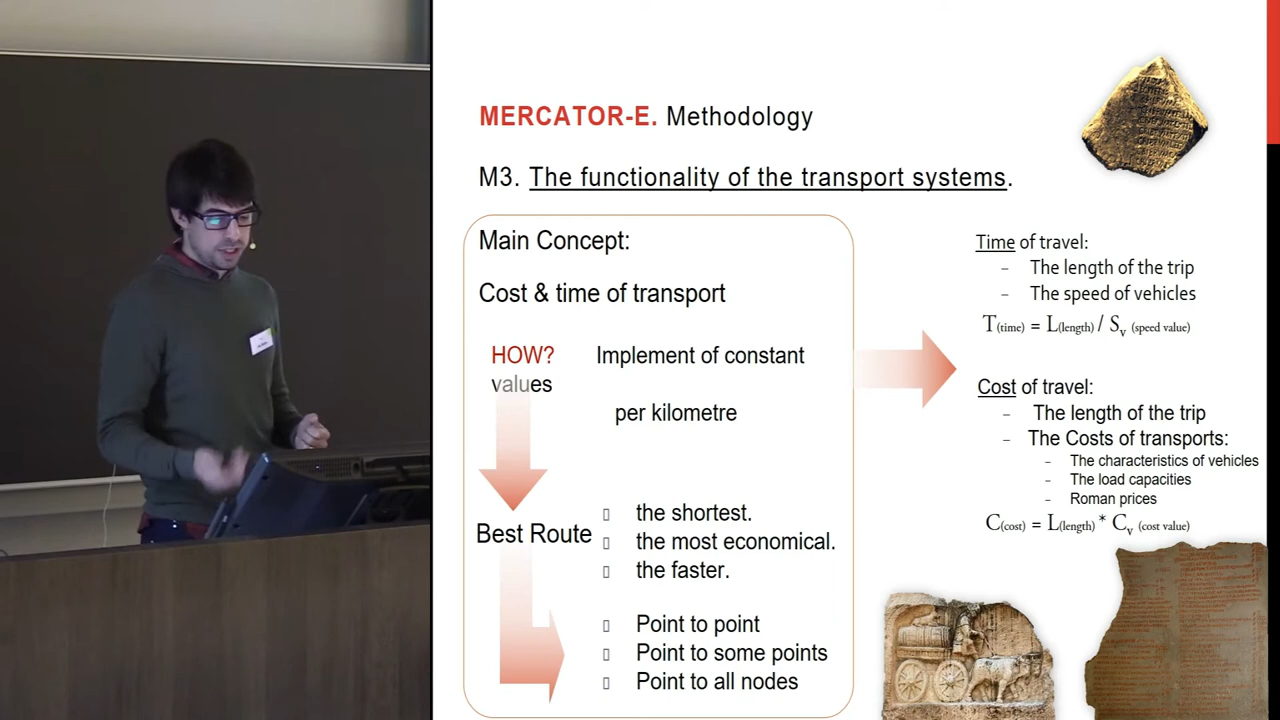 MERCATOR-E. Methodology
M3. The functionality of the transport systems.
Main Concept:
Cost & time of transport
HOW? Implement of constant
values
per kilometre
Best Route
the shortest.
the most economical.
the faster.
Point to point
Point to some points
Point to all nodes
Time of travel:
– The length of the trip
– The speed of vehicles
T(time) = L(length) / Sv (speed value)
Cost of travel:
– The length of the trip
– The Costs of transports:
– The characteristics of vehicles
– The load capacities
– Roman prices
C(cost) = L(length) * Cv (cost value)